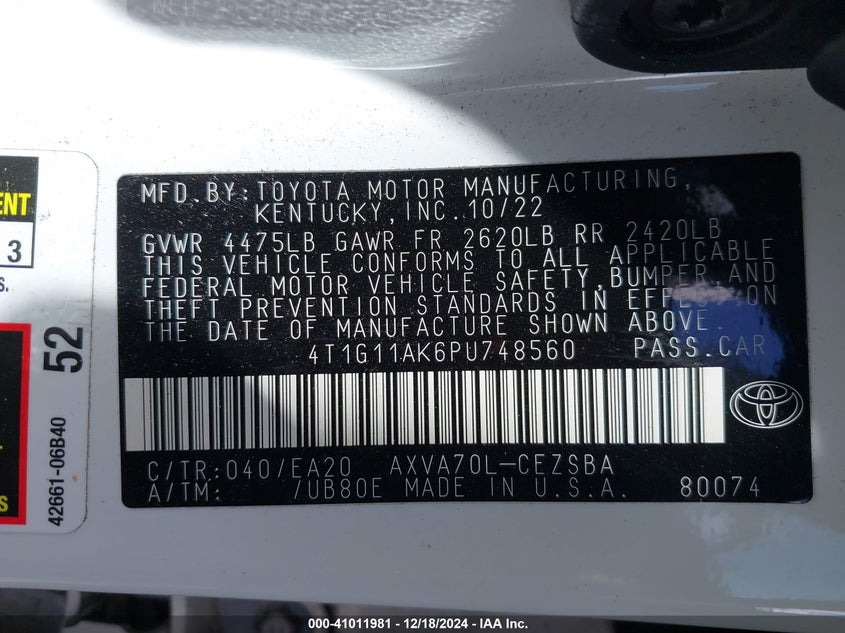 MFD.BY:TOYOTA MOTOR MANUFACTURING,
KENTUCKY,INC.10/22
GVWR 4475LB GAWR FR 2620LB RR 2420LB
THIS VEHICLE CONFORMS TO ALL APPLICABLE
FEDERAL MOTOR VEHICLE SAFETY,BUMPER,AND
THEFT PREVENTION STANDARDS IN EFFECT ON
THE DATE OF MANUFACTURE SHOWN ABOVE.
4T1G11AK6PU748560 PASS.CAR
C/TR:040/EA20 AXVA70L-CEZSBA
A/TM: /UB80E MADE IN U.S.A. 80074
ENT
3
S.
52
42661-06B40
S
000-41011981 - 12/18/2024 - IAA Inc.